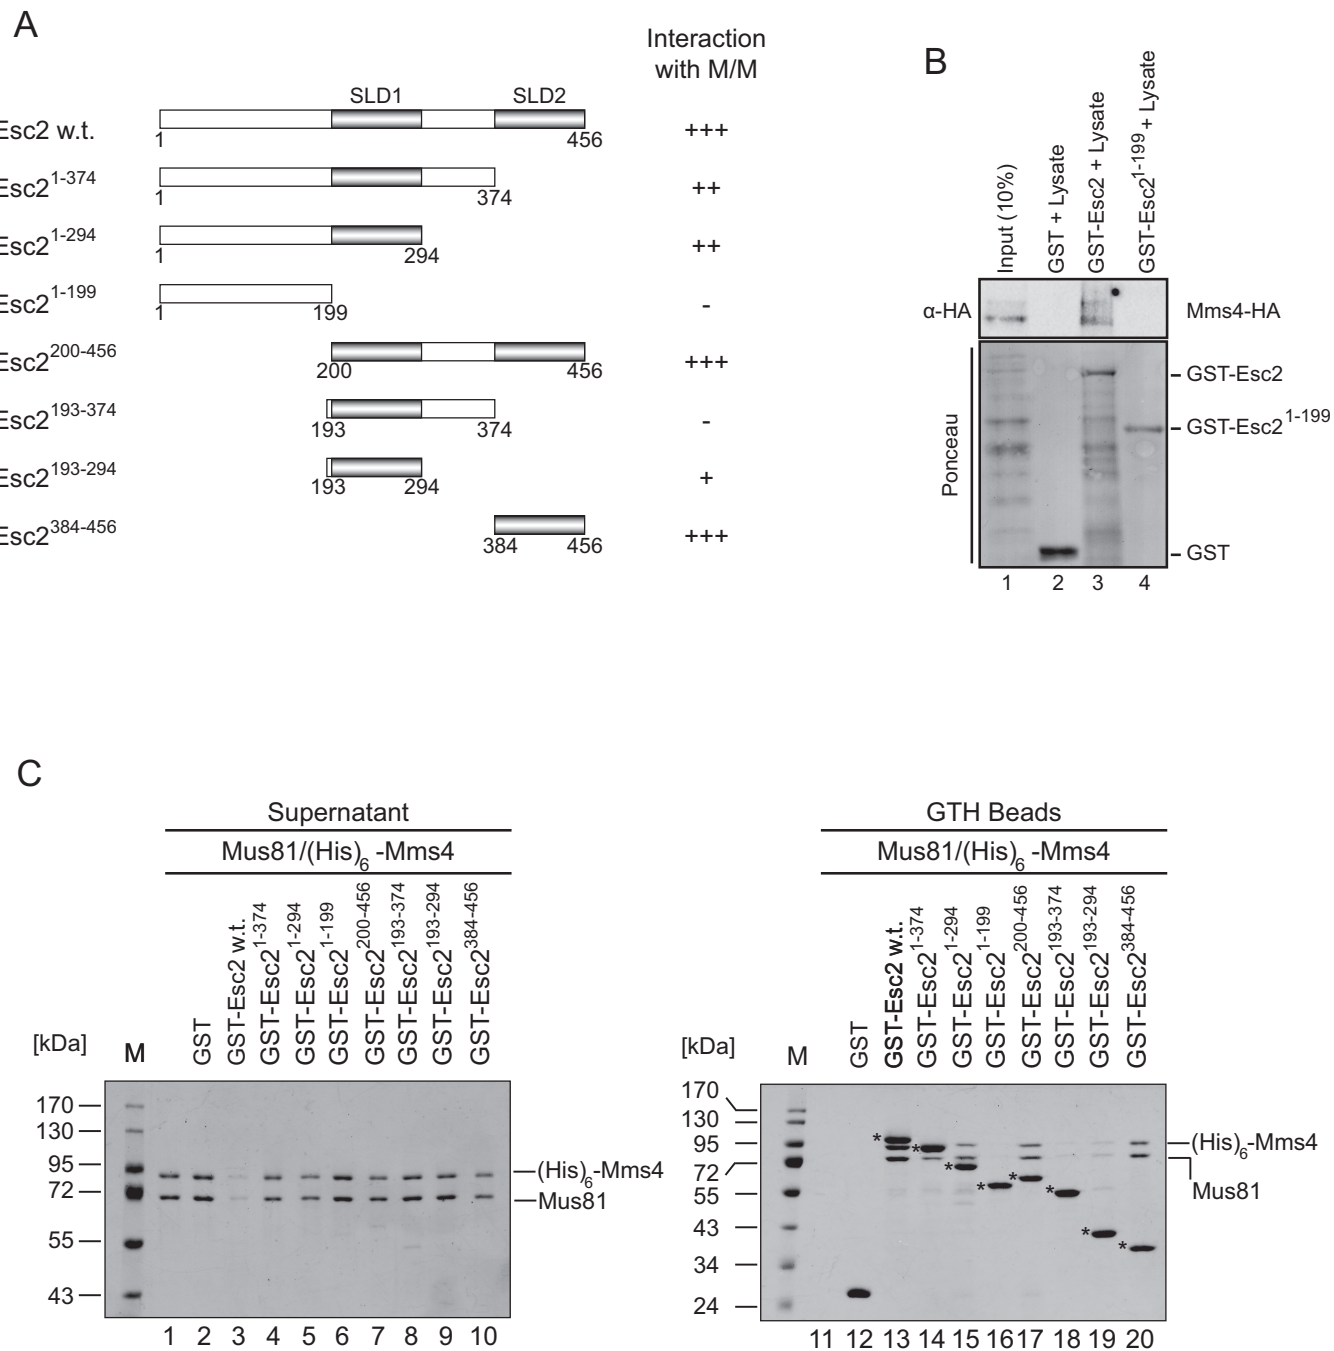 A
Interaction
with M/M
SLD1 SLD2
Esc2 w.t. 1 456 +++
Esc2 1-374 1 374 ++
Esc2 1-294 1 294 ++
Esc2 1-199 1 199 -
Esc2 200-456 200 456 +++
Esc2 193-374 193 374 -
Esc2 193-294 193 294 +
Esc2 384-456 384 456 +++
B
Input (10%)
GST + Lysate
GST-Esc2 + Lysate
GST-Esc2 1-199 + Lysate
α-HA
Mms4-HA
Ponceau
GST-Esc2
GST-Esc2 1-199
GST
1 2 3 4
C
Supernatant
Mus81/(His)6 -Mms4
[kDa]
M
GST
GST-Esc2 w.t.
GST-Esc2 1-374
GST-Esc2 1-294
GST-Esc2 1-199
GST-Esc2 200-456
GST-Esc2 193-374
GST-Esc2 193-294
GST-Esc2 384-456
170
130
95
72
55
43
(His)6-Mms4
Mus81
1 2 3 4 5 6 7 8 9 10
GTH Beads
Mus81/(His)6 -Mms4
[kDa]
M
GST
GST-Esc2 w.t.
GST-Esc2 1-374
GST-Esc2 1-294
GST-Esc2 1-199
GST-Esc2 200-456
GST-Esc2 193-374
GST-Esc2 193-294
GST-Esc2 384-456
170
130
95
72
55
43
34
24
* * * * * * * *
(His)6-Mms4
Mus81
11 12 13 14 15 16 17 18 19 20